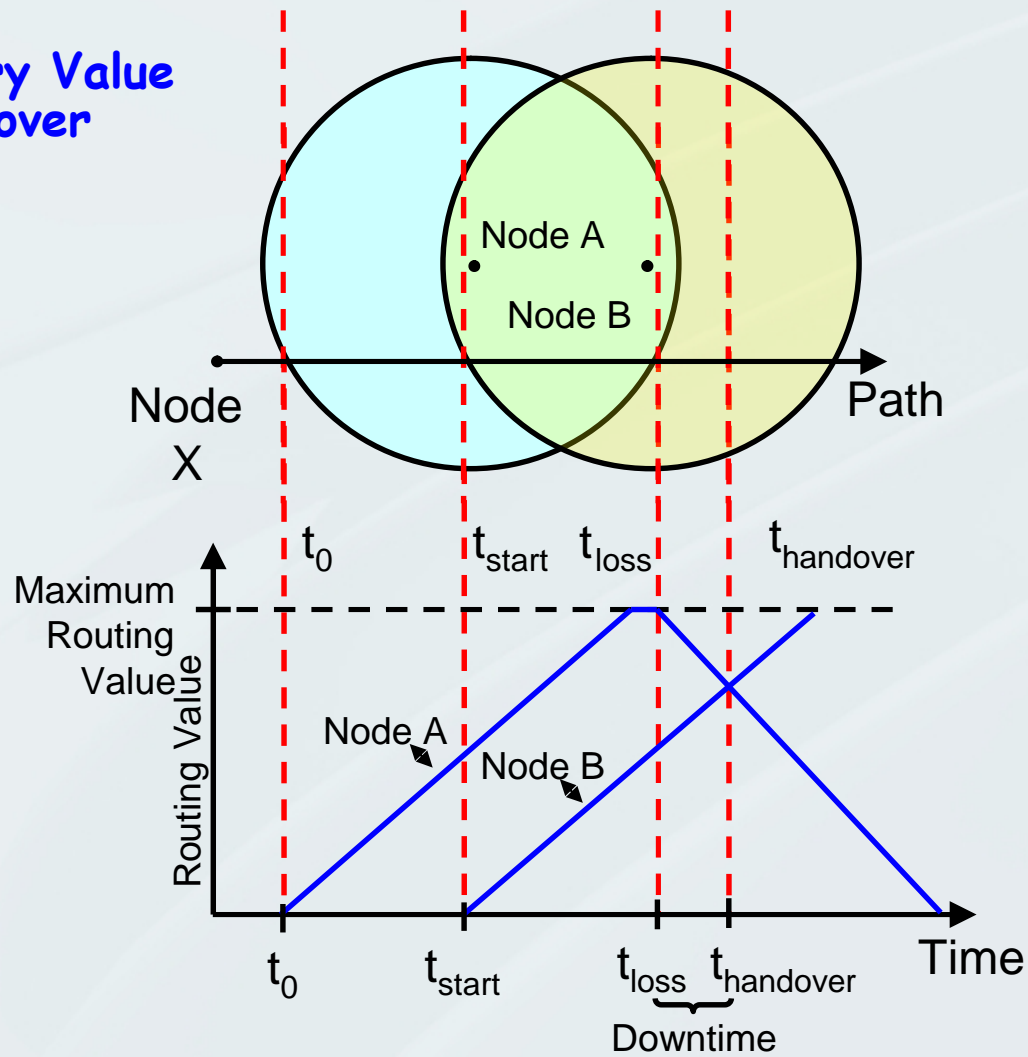 ry Value
over
Node A
Node B
Node
X
Path
t0
tstart
tloss
thandover
Maximum
Routing
Value
Routing Value
Node A
Node B
t0
tstart
tloss
thandover
Time
Downtime